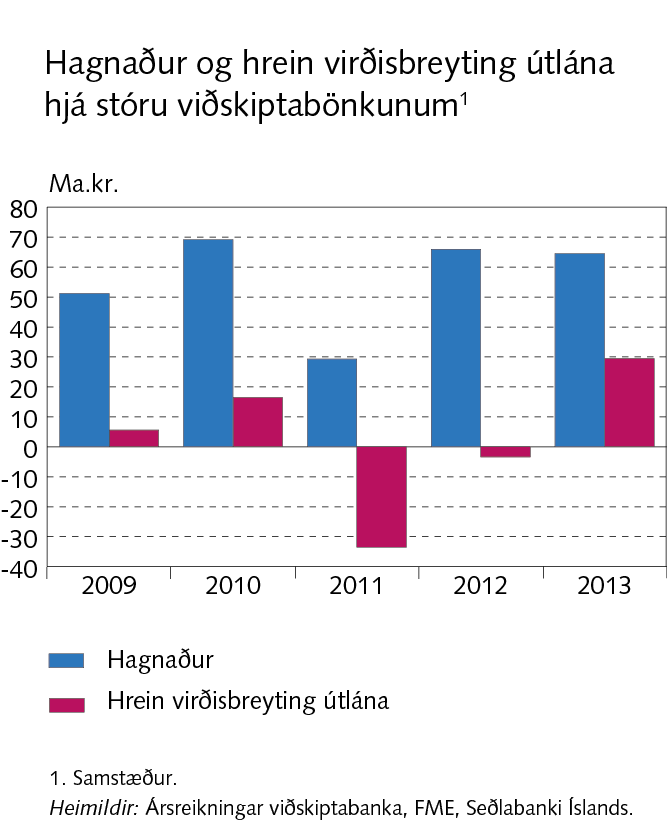 Hagnaður og hrein virðisbreyting útlána
hjá stóru viðskiptabönkunum¹
Ma.kr.
80
70
60
50
40
30
20
10
0
-10
-20
-30
-40
2009 2010 2011 2012 2013
Hagnaður
Hrein virðisbreyting útlána
1. Samstæður.
Heimildir: Ársreikningar viðskiptabanka, FME, Seðlabanki Íslands.